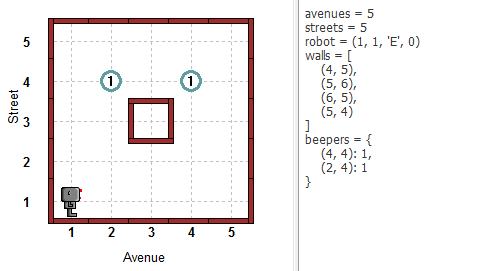 5
4
3
2
1
Street
1
1
1 2 3 4 5
Avenue
avenues = 5
streets = 5
robot = (1, 1, 'E', 0)
walls = [
    (4, 5),
    (5, 6),
    (6, 5),
    (5, 4)
]
beepers = {
    (4, 4): 1,
    (2, 4): 1
}